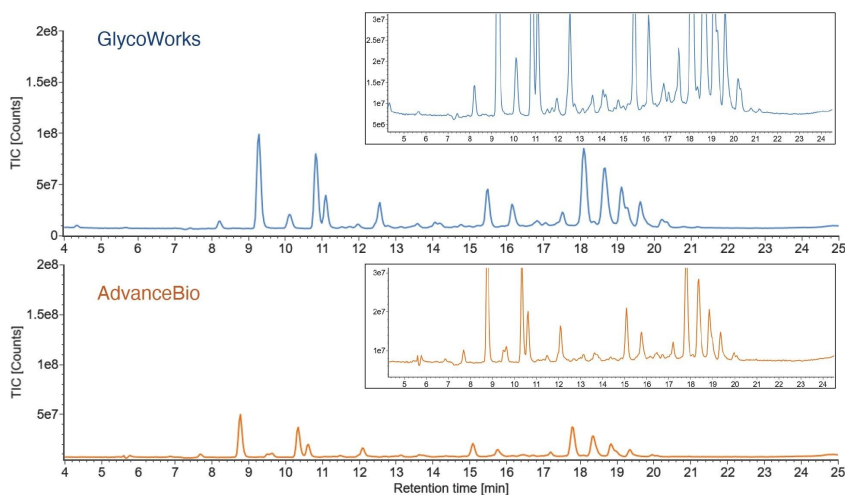 GlycoWorks
TIC [Counts]
2e8
1.5e8
1e8
5e7
0
3e7
2e7
1e7
5e6
5 6 7 8 9 10 11 12 13 14 15 16 17 18 19 20 21 22 23 24
4 5 6 7 8 9 10 11 12 13 14 15 16 17 18 19 20 21 22 23 24 25
AdvanceBio
TIC [Counts]
2e8
1.5e8
1e8
5e7
3e7
2e7
1e7
5 6 7 8 9 10 11 12 13 14 15 16 17 18 19 20 21 22 23 24
4 5 6 7 8 9 10 11 12 13 14 15 16 17 18 19 20 21 22 23 24 25
Retention time [min]